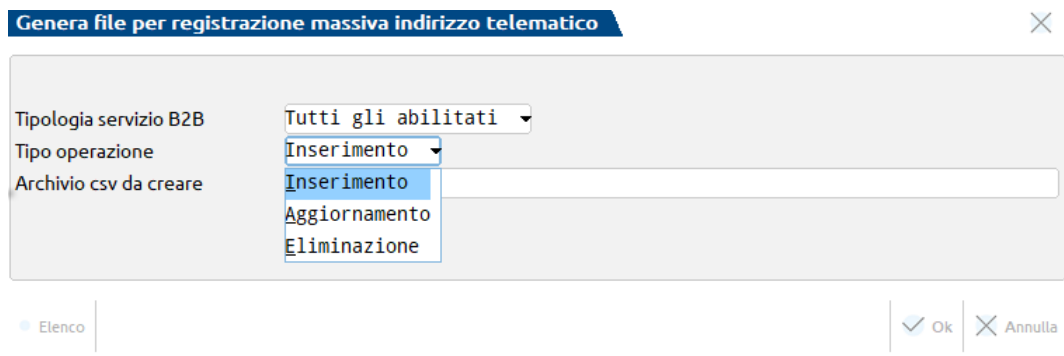 Genera file per registrazione massiva indirizzo telematico
Tipologia servizio B2B Tutti gli abilitati
Tipo operazione Inserimento
Archivio csv da creare Inserimento
Aggiornamento
Eliminazione
Elenco Ok Annulla